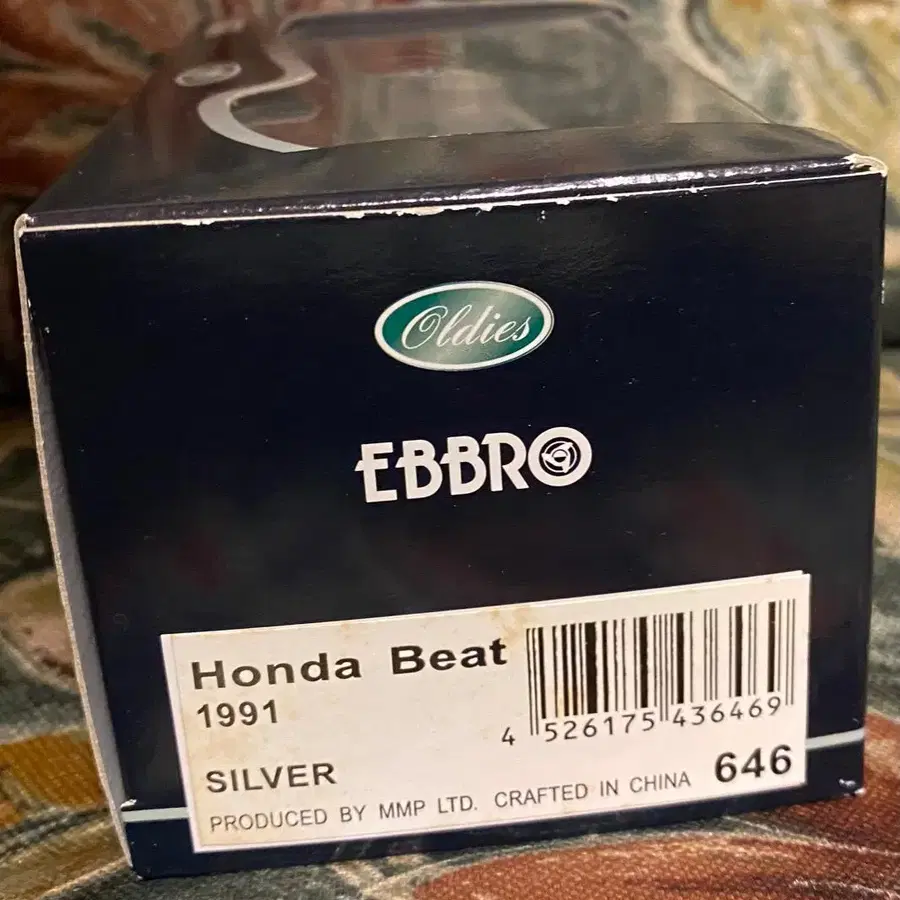 Oldies
EBBRO
Honda Beat
1991
4 526175 436469
SILVER
646
PRODUCED BY MMP LTD. CRAFTED IN CHINA